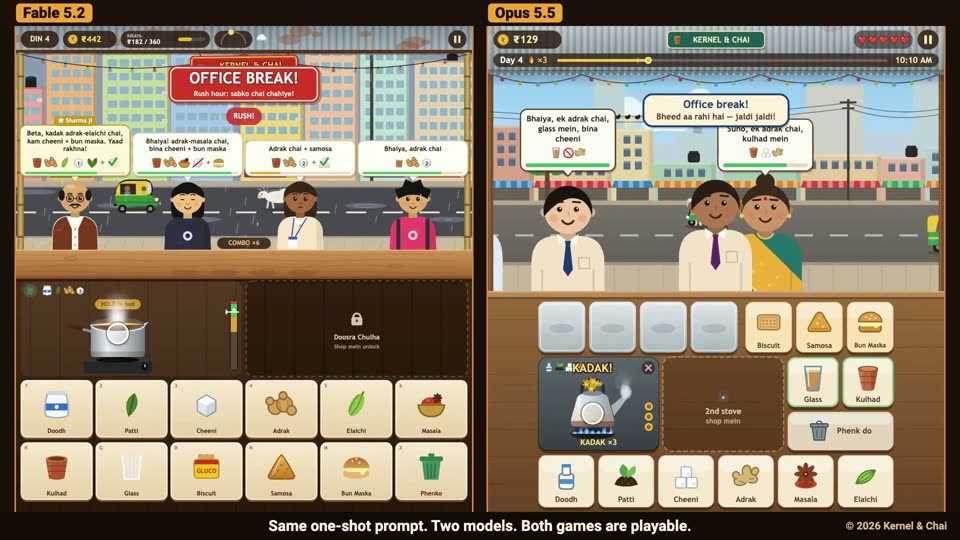 Fable 5.2
DIN 4
₹442
KIRAYA
₹182 / 360
KERNEL & CHAI
OFFICE BREAK!
Rush hour: sabko chai chahiye!
RUSH!
Sharma Ji
Beta, kadak adrak-elaichi chai,
kam cheeni + bun maska. Yaad
rakhna!
1
+
Bhaiya! adrak-masala chai,
bina cheeni + bun maska
+
Adrak chai + samosa
2
+
Bhaiya, adrak chai
2
COMBO ×6
HOLD to boil
Doosra Chulha
Shop mein unlock
1
Doodh
2
Patti
3
Cheeni
4
Adrak
5
Elaichi
6
Masala
Kulhad
Glass
GLUCO
Biscuit
Samosa
Bun Maska
Phenko
Opus 5.5
₹129
KERNEL & CHAI
Day 4
×3
10:10 AM
Office break!
Bheed aa rahi hai — jaldi jaldi!
Bhaiya, ek adrak chai,
glass mein, bina
cheeni
Suno, ek adrak chai,
kulhad mein
Biscuit
Samosa
Bun Maska
KADAK!
KADAK ×3
2nd stove
shop mein
Glass
Kulhad
Phenk do
Doodh
Patti
Cheeni
Adrak
Masala
Elaichi
Same one-shot prompt. Two models. Both games are playable.
© 2026 Kernel & Chai